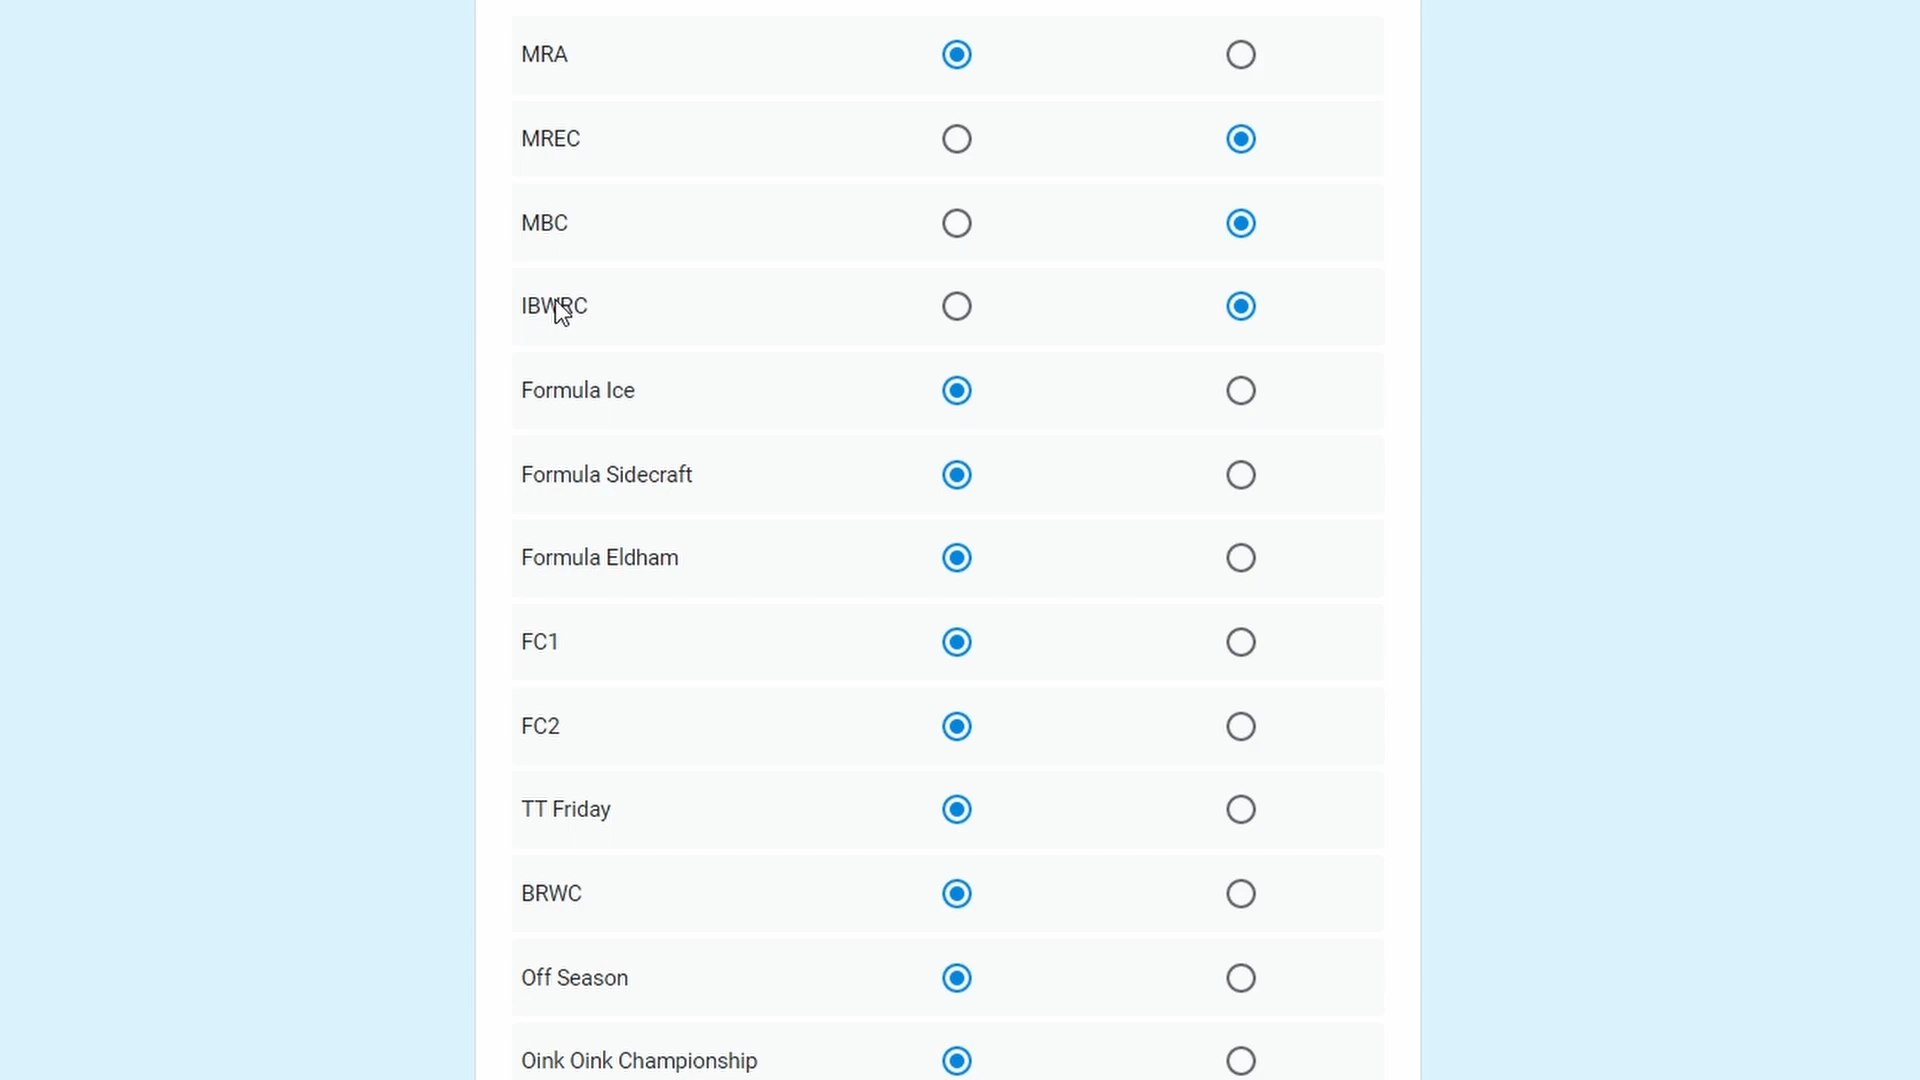 MRA
MREC
MBC
IBWRC
Formula Ice
Formula Sidecraft
Formula Eldham
FC1
FC2
TT Friday
BRWC
Off Season
Oink Oink Championship